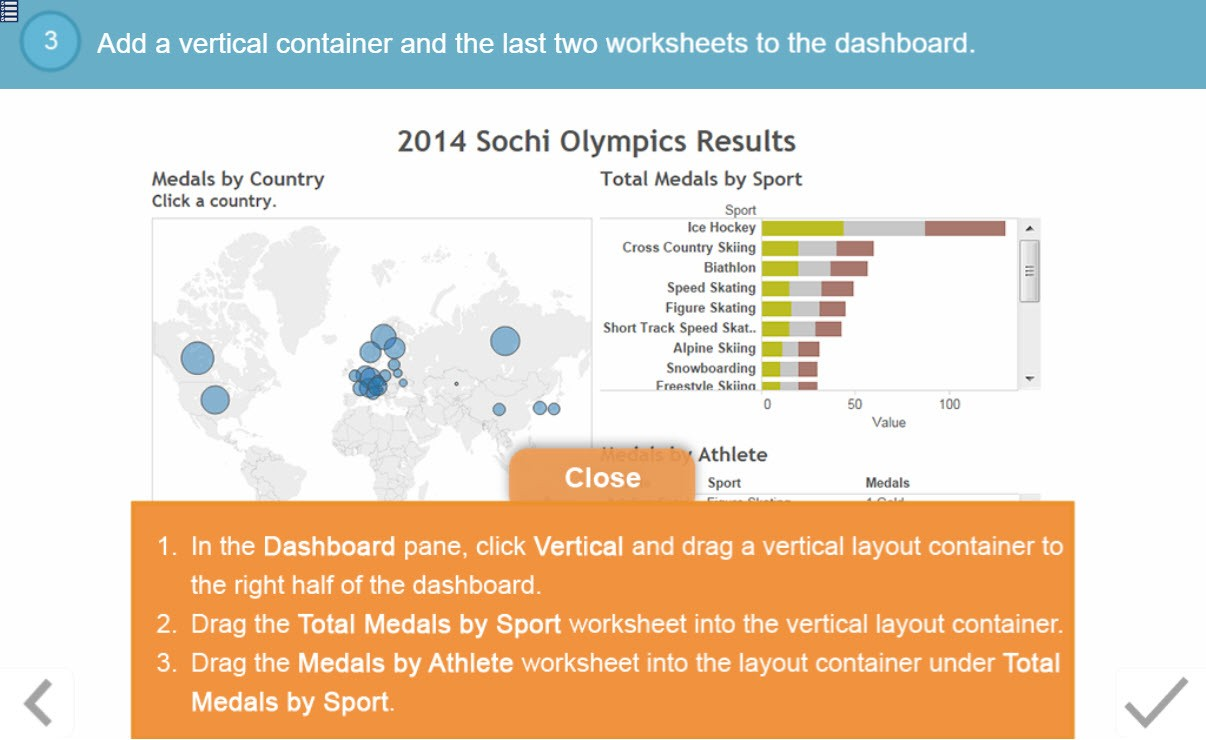 3 Add a vertical container and the last two worksheets to the dashboard.
2014 Sochi Olympics Results
Medals by Country
Click a country.
Total Medals by Sport
Sport
Ice Hockey
Cross Country Skiing
Biathlon
Speed Skating
Figure Skating
Short Track Speed Skat..
Alpine Skiing
Snowboarding
Freestyle Skiing
0 50 100
Value
Medals by Athlete
Sport Medals
Close
1. In the Dashboard pane, click Vertical and drag a vertical layout container to
the right half of the dashboard.
2. Drag the Total Medals by Sport worksheet into the vertical layout container.
3. Drag the Medals by Athlete worksheet into the layout container under Total
Medals by Sport.